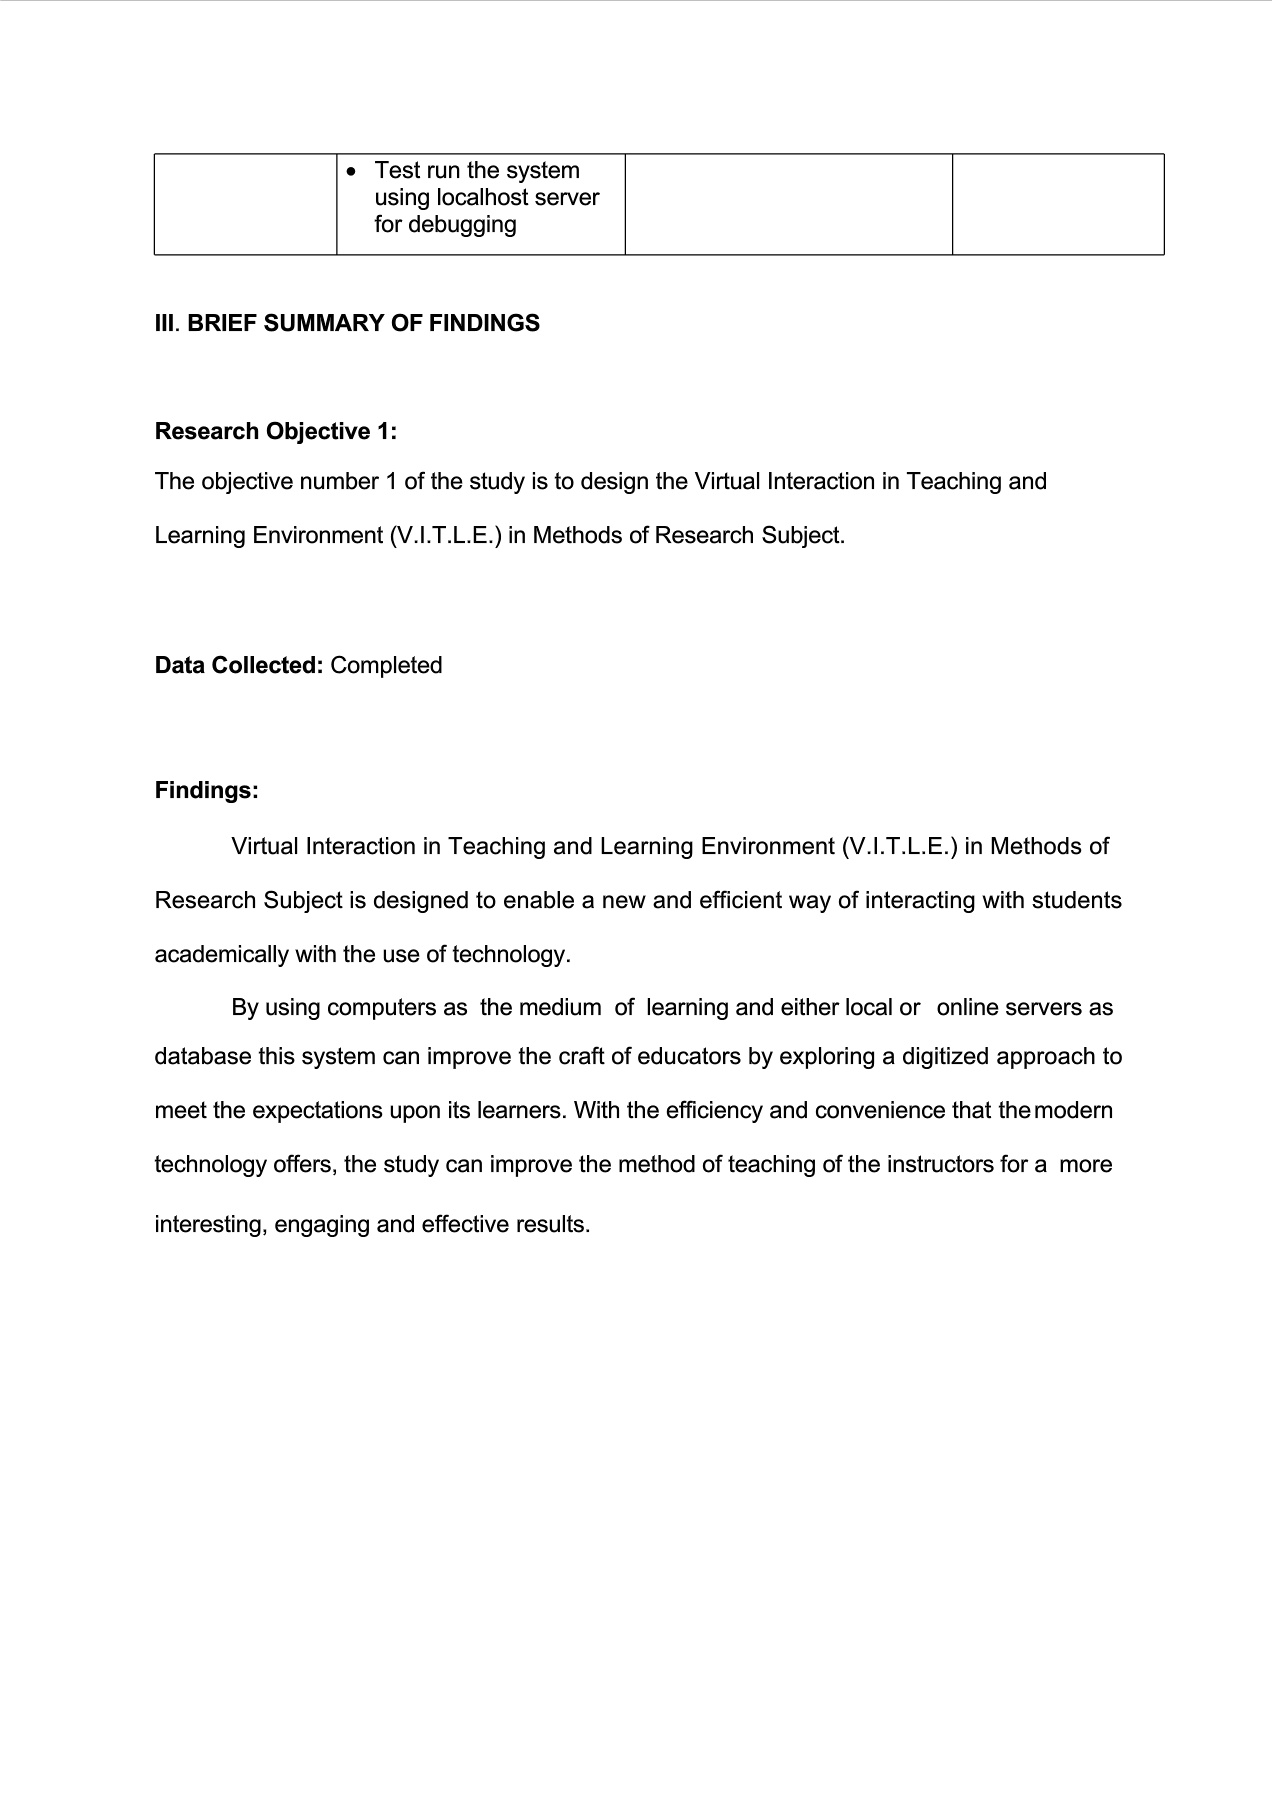 • Test run the system
using localhost server
for debugging
III. BRIEF SUMMARY OF FINDINGS
Research Objective 1:
The objective number 1 of the study is to design the Virtual Interaction in Teaching and
Learning Environment (V.I.T.L.E.) in Methods of Research Subject.
Data Collected: Completed
Findings:
Virtual Interaction in Teaching and Learning Environment (V.I.T.L.E.) in Methods of
Research Subject is designed to enable a new and efficient way of interacting with students
academically with the use of technology.
By using computers as the medium of learning and either local or online servers as
database this system can improve the craft of educators by exploring a digitized approach to
meet the expectations upon its learners. With the efficiency and convenience that the modern
technology offers, the study can improve the method of teaching of the instructors for a more
interesting, engaging and effective results.